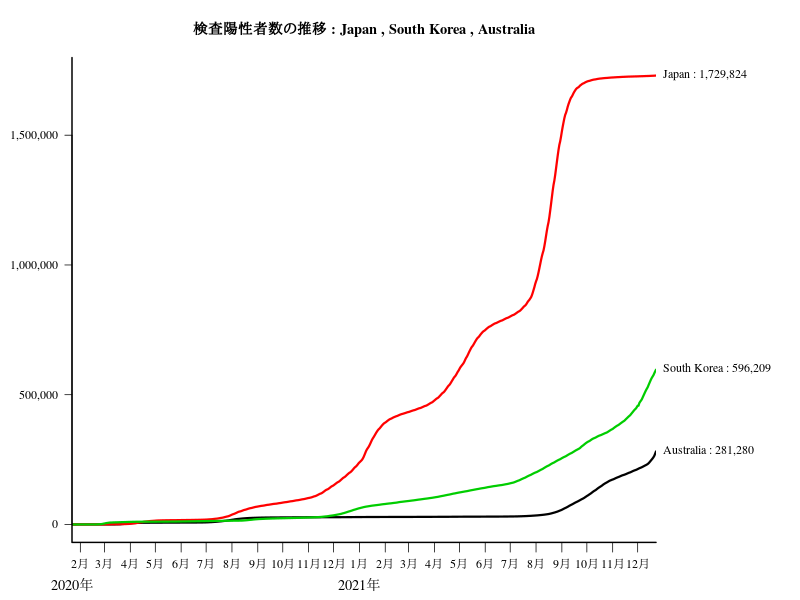 検査陽性者数の推移 : Japan , South Korea , Australia
Japan : 1,729,824
1,500,000
1,000,000
500,000
South Korea : 596,209
Australia : 281,280
0
2月 3月 4月 5月 6月 7月 8月 9月 10月 11月 12月 1月 2月 3月 4月 5月 6月 7月 8月 9月 10月 11月 12月
2020年 2021年